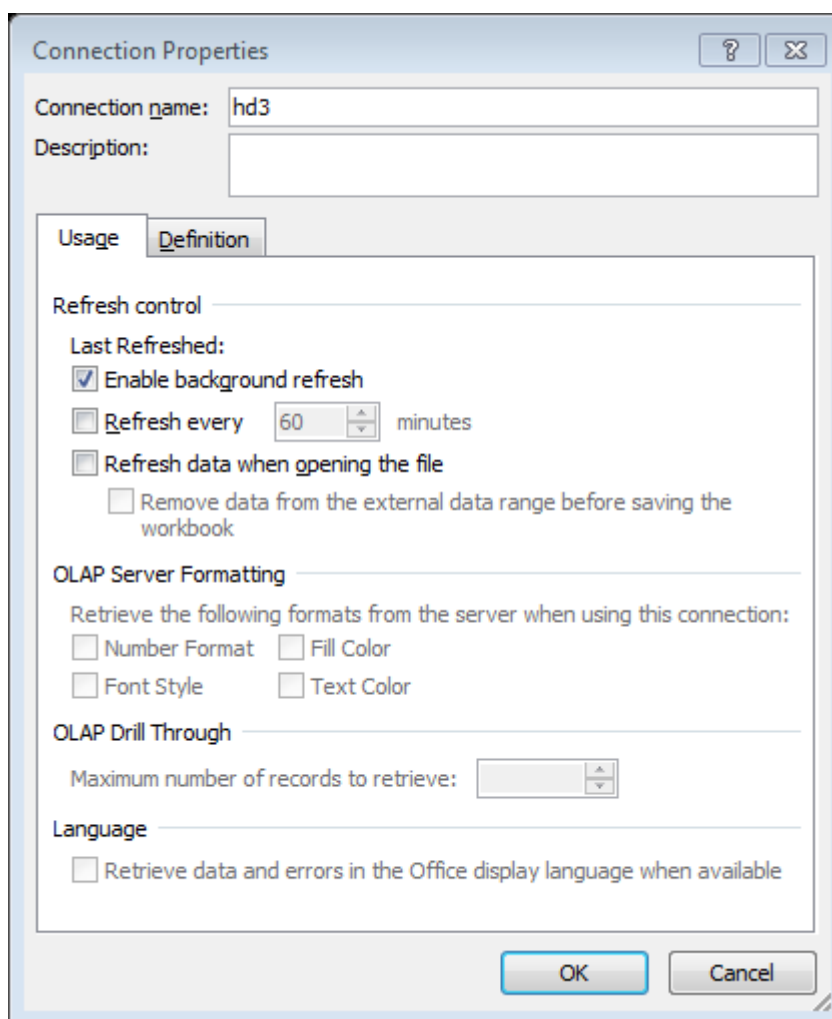 Connection Properties
Connection name: hd3
Description:
Usage Definition
Refresh control
Last Refreshed:
Enable background refresh
Refresh every 60 minutes
Refresh data when opening the file
Remove data from the external data range before saving the
workbook
OLAP Server Formatting
Retrieve the following formats from the server when using this connection:
Number Format Fill Color
Font Style Text Color
OLAP Drill Through
Maximum number of records to retrieve:
Language
Retrieve data and errors in the Office display language when available
OK Cancel